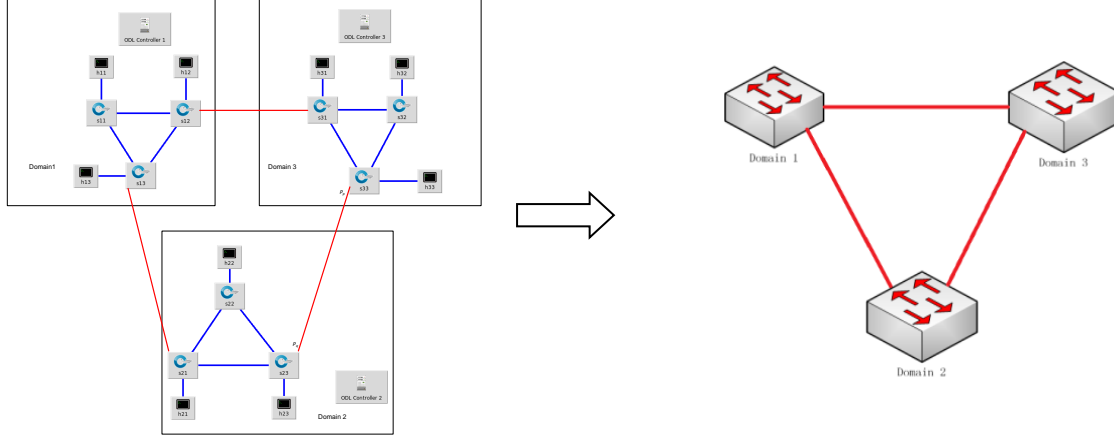 ODL Controller 1
h11
h12
s11
s12
Domain1
h13
s13
ODL Controller 3
h31
h32
s31
s32
Domain 3
s33
h33
h22
s22
s21
s23
h21
h23
ODL Controller 2
Domain 2
Domain 1
Domain 3
Domain 2